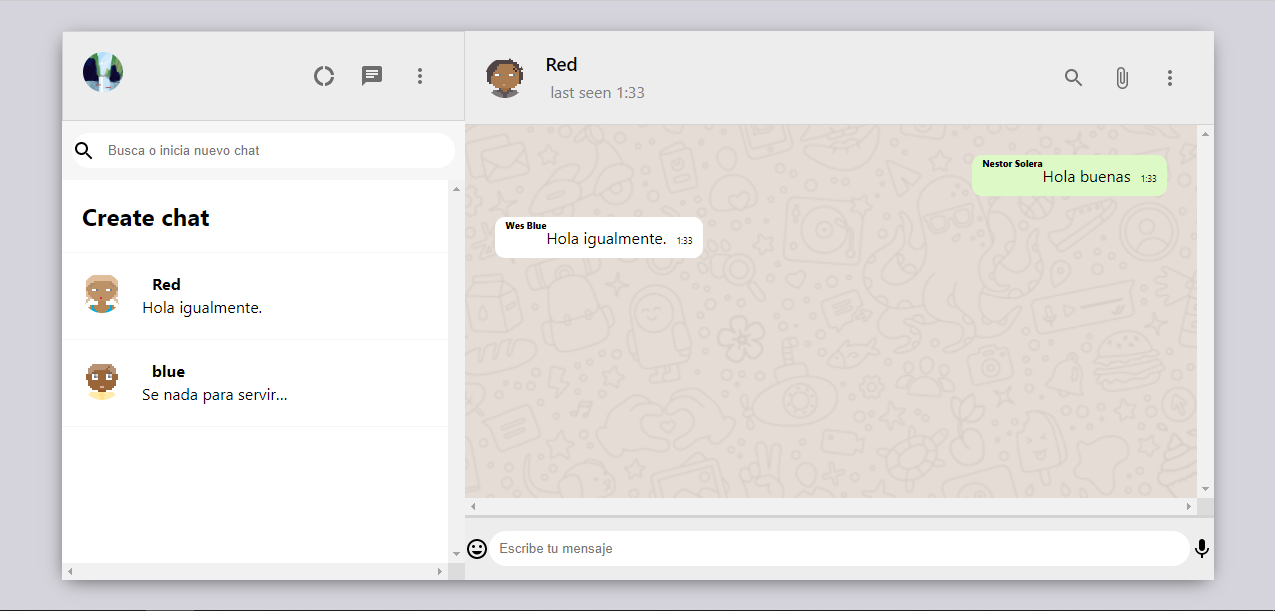 Busca o inicia nuevo chat
Create chat
Red
Hola igualmente.
blue
Se nada para servir...
Red
last seen 1:33
Nestor Solera
Hola buenas 1:33
Wes Blue
Hola igualmente. 1:33
Escribe tu mensaje